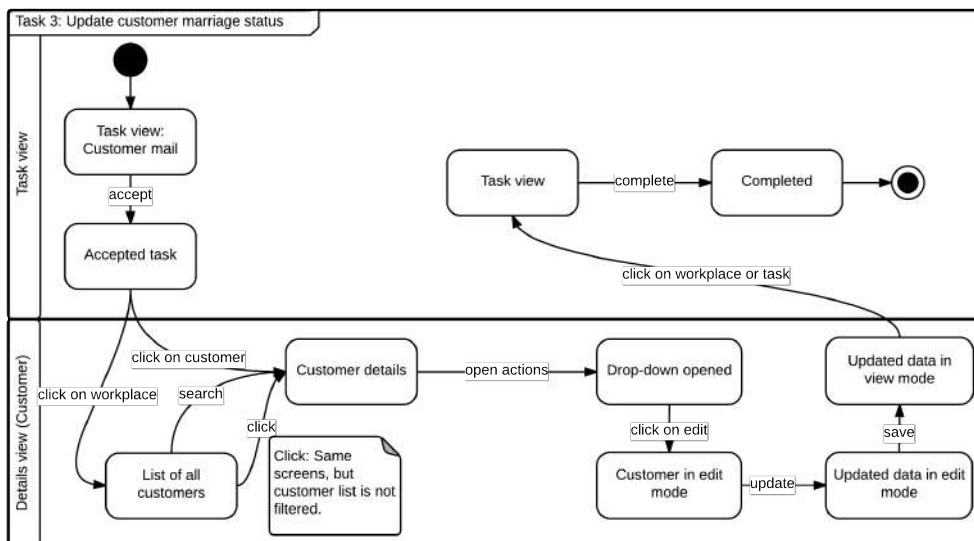 Task 3: Update customer marriage status
Task view
Task view:
Customer mail
accept
Accepted task
Task view
complete
Completed
click on workplace or task
Details view (Customer)
click on customer
click on workplace
search
click
List of all
customers
Customer details
Click: Same
screens, but
customer list is not
filtered.
open actions
Drop-down opened
click on edit
Customer in edit
mode
update
Updated data in edit
mode
save
Updated data in
view mode